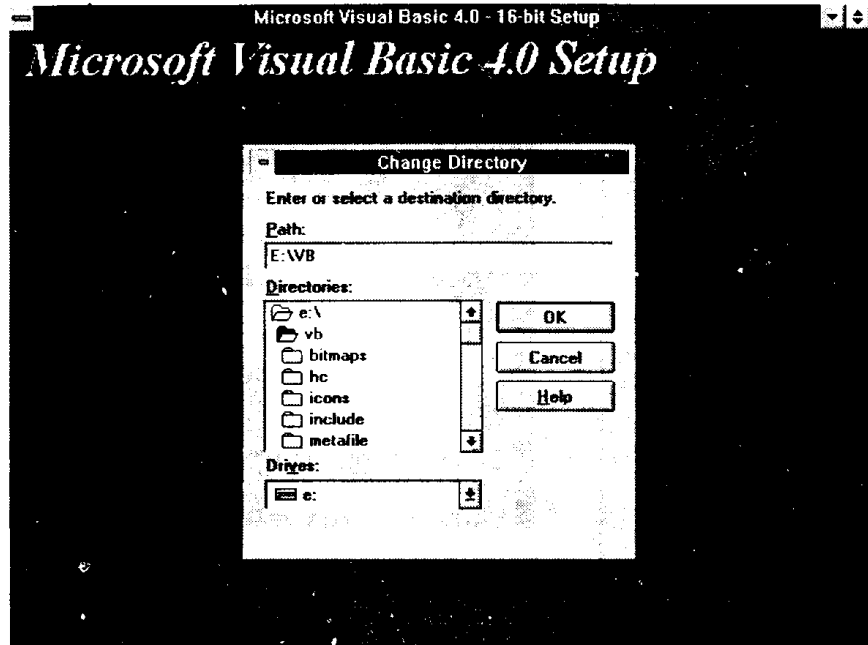 Microsoft Visual Basic 4.0 - 16-bit Setup
Microsoft Visual Basic 4.0 Setup
Change Directory
Enter or select a destination directory.
Path:
E:\VB
Directories:
e:\
vb
bitmaps
hc
icons
include
metafile
OK
Cancel
Help
Drives:
e: